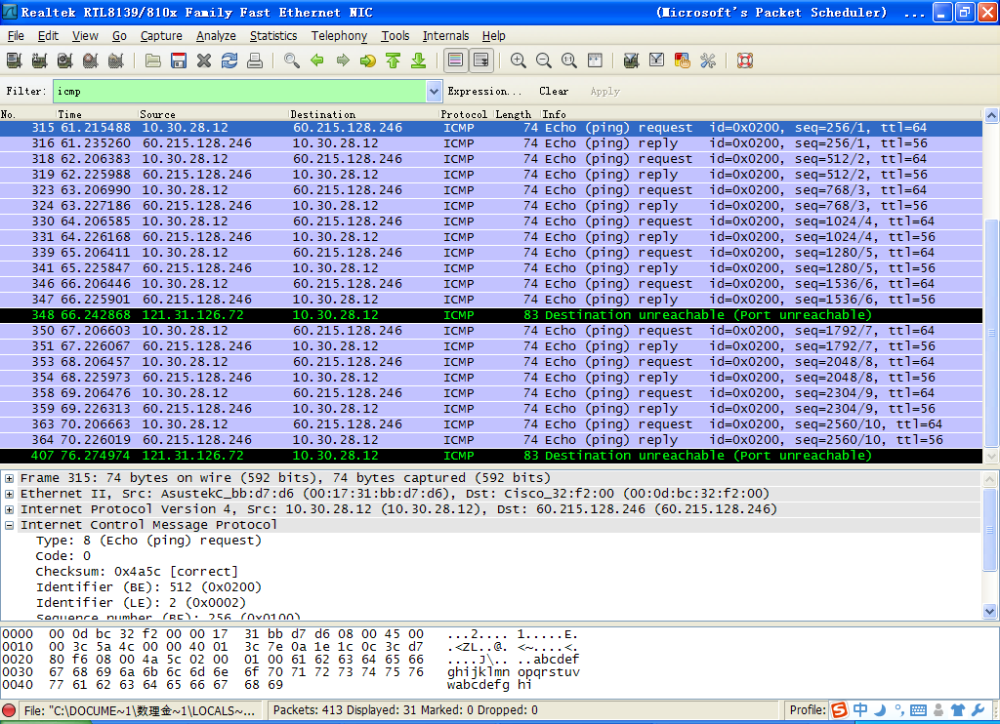 Realtek RTL8139/810x Family Fast Ethernet NIC (Microsoft's Packet Scheduler) ...
File Edit View Go Capture Analyze Statistics Telephony Tools Internals Help
Filter: icmp Expression... Clear Apply
No. Time Source Destination Protocol Length Info
315 61.215488 10.30.28.12 60.215.128.246 ICMP 74 Echo (ping) request id=0x0200, seq=256/1, ttl=64
316 61.235260 60.215.128.246 10.30.28.12 ICMP 74 Echo (ping) reply id=0x0200, seq=256/1, ttl=56
318 62.206383 10.30.28.12 60.215.128.246 ICMP 74 Echo (ping) request id=0x0200, seq=512/2, ttl=64
319 62.225988 60.215.128.246 10.30.28.12 ICMP 74 Echo (ping) reply id=0x0200, seq=512/2, ttl=56
323 63.206990 10.30.28.12 60.215.128.246 ICMP 74 Echo (ping) request id=0x0200, seq=768/3, ttl=64
324 63.227186 60.215.128.246 10.30.28.12 ICMP 74 Echo (ping) reply id=0x0200, seq=768/3, ttl=56
330 64.206585 10.30.28.12 60.215.128.246 ICMP 74 Echo (ping) request id=0x0200, seq=1024/4, ttl=64
331 64.226168 60.215.128.246 10.30.28.12 ICMP 74 Echo (ping) reply id=0x0200, seq=1024/4, ttl=56
339 65.206411 10.30.28.12 60.215.128.246 ICMP 74 Echo (ping) request id=0x0200, seq=1280/5, ttl=64
341 65.225847 60.215.128.246 10.30.28.12 ICMP 74 Echo (ping) reply id=0x0200, seq=1280/5, ttl=56
346 66.206446 10.30.28.12 60.215.128.246 ICMP 74 Echo (ping) request id=0x0200, seq=1536/6, ttl=64
347 66.225901 60.215.128.246 10.30.28.12 ICMP 74 Echo (ping) reply id=0x0200, seq=1536/6, ttl=56
348 66.242868 121.31.126.72 10.30.28.12 ICMP 83 Destination unreachable (Port unreachable)
350 67.206603 10.30.28.12 60.215.128.246 ICMP 74 Echo (ping) request id=0x0200, seq=1792/7, ttl=64
351 67.226067 60.215.128.246 10.30.28.12 ICMP 74 Echo (ping) reply id=0x0200, seq=1792/7, ttl=56
353 68.206457 10.30.28.12 60.215.128.246 ICMP 74 Echo (ping) request id=0x0200, seq=2048/8, ttl=64
354 68.225973 60.215.128.246 10.30.28.12 ICMP 74 Echo (ping) reply id=0x0200, seq=2048/8, ttl=56
358 69.206476 10.30.28.12 60.215.128.246 ICMP 74 Echo (ping) request id=0x0200, seq=2304/9, ttl=64
359 69.226313 60.215.128.246 10.30.28.12 ICMP 74 Echo (ping) reply id=0x0200, seq=2304/9, ttl=56
363 70.206663 10.30.28.12 60.215.128.246 ICMP 74 Echo (ping) request id=0x0200, seq=2560/10, ttl=64
364 70.226019 60.215.128.246 10.30.28.12 ICMP 74 Echo (ping) reply id=0x0200, seq=2560/10, ttl=56
407 76.274974 121.31.126.72 10.30.28.12 ICMP 83 Destination unreachable (Port unreachable)
Frame 315: 74 bytes on wire (592 bits), 74 bytes captured (592 bits)
Ethernet II, Src: AsustekC_bb:d7:d6 (00:17:31:bb:d7:d6), Dst: Cisco_32:f2:00 (00:0d:bc:32:f2:00)
Internet Protocol Version 4, Src: 10.30.28.12 (10.30.28.12), Dst: 60.215.128.246 (60.215.128.246)
Internet Control Message Protocol
Type: 8 (Echo (ping) request)
Code: 0
Checksum: 0x4a5c [correct]
Identifier (BE): 512 (0x0200)
Identifier (LE): 2 (0x0002)
Sequence number (BE): 256 (0x0100)
0000 00 0d bc 32 f2 00 00 17 31 bb d7 d6 08 00 45 00 ...2.... 1.....E.
0010 00 3c 5a 4c 00 00 40 01 3c 7e 0a 1e 1c 0c 3c d7 .<ZL..@. <~....<.
0020 80 f6 08 00 4a 5c 02 00 01 00 61 62 63 64 65 66 ....J\.. ..abcdef
0030 67 68 69 6a 6b 6c 6d 6e 6f 70 71 72 73 74 75 76 ghijklmn opqrstuv
0040 77 61 62 63 64 65 66 67 68 69 wabcdefg hi
File: "C:\DOCUME~1\数理金~1\LOCALS~... Packets: 413 Displayed: 31 Marked: 0 Dropped: 0 Profile: S 中